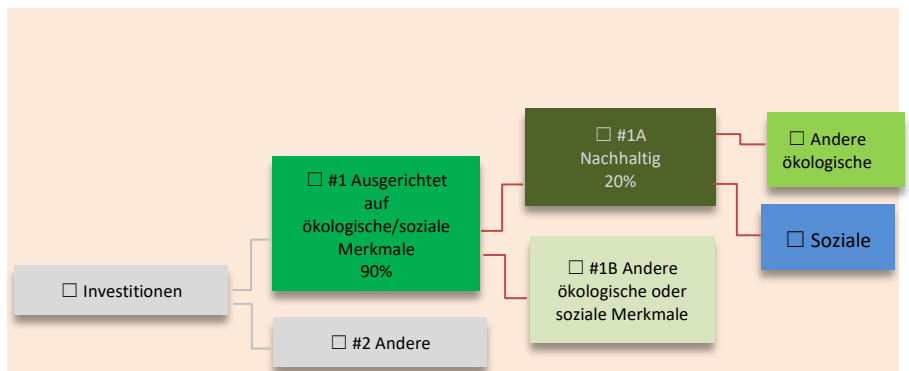 ☐ Investitionen
☐ #1 Ausgerichtet
auf
ökologische/soziale
Merkmale
90%
☐ #2 Andere
☐ #1A
Nachhaltig
20%
☐ #1B Andere
ökologische oder
soziale Merkmale
☐ Andere
ökologische
☐ Soziale